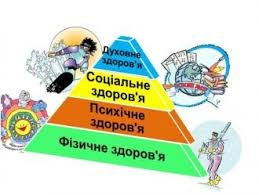 Духовне
здоров'я
Соціальне
здоров'я
Психічне
здоров'я
Фізичне здоров'я